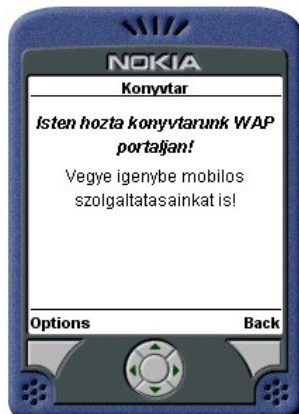 NOKIA
Konyvtar
Isten hozta konyvtarunk WAP
portaljan!
Vegye igenybe mobilos
szolgaltatasainkat is!
Options Back